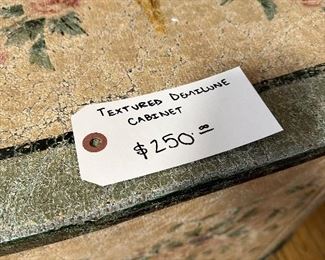 TEXTURED DEMILUNE
CABINET
$250.00